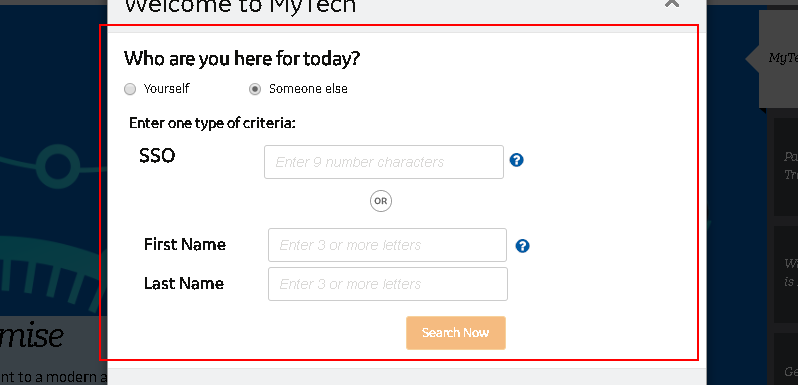 Welcome to MyTech
Who are you here for today?
Yourself
Someone else
Enter one type of criteria:
SSO
Enter 9 number characters
?
OR
First Name
Enter 3 or more letters
?
Last Name
Enter 3 or more letters
Search Now
MyTe
Pa
Tr
W
is
Ge
mise
nt to a modern a